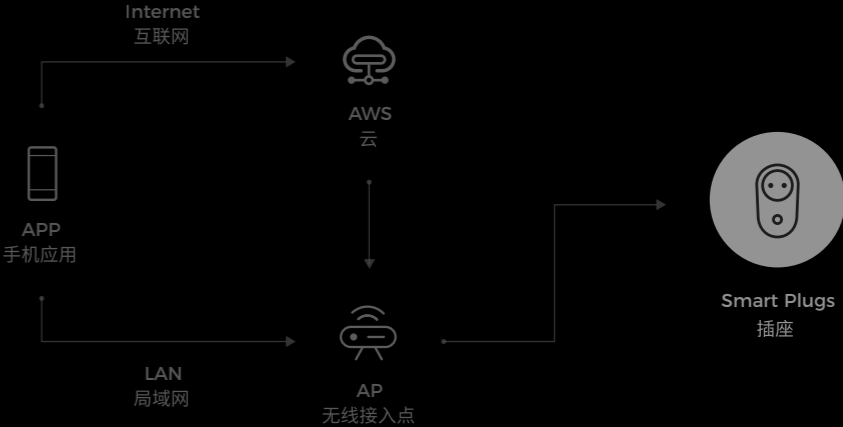 Internet
互联网
AWS
云
APP
手机应用
Smart Plugs
插座
LAN
局域网
AP
无线接入点